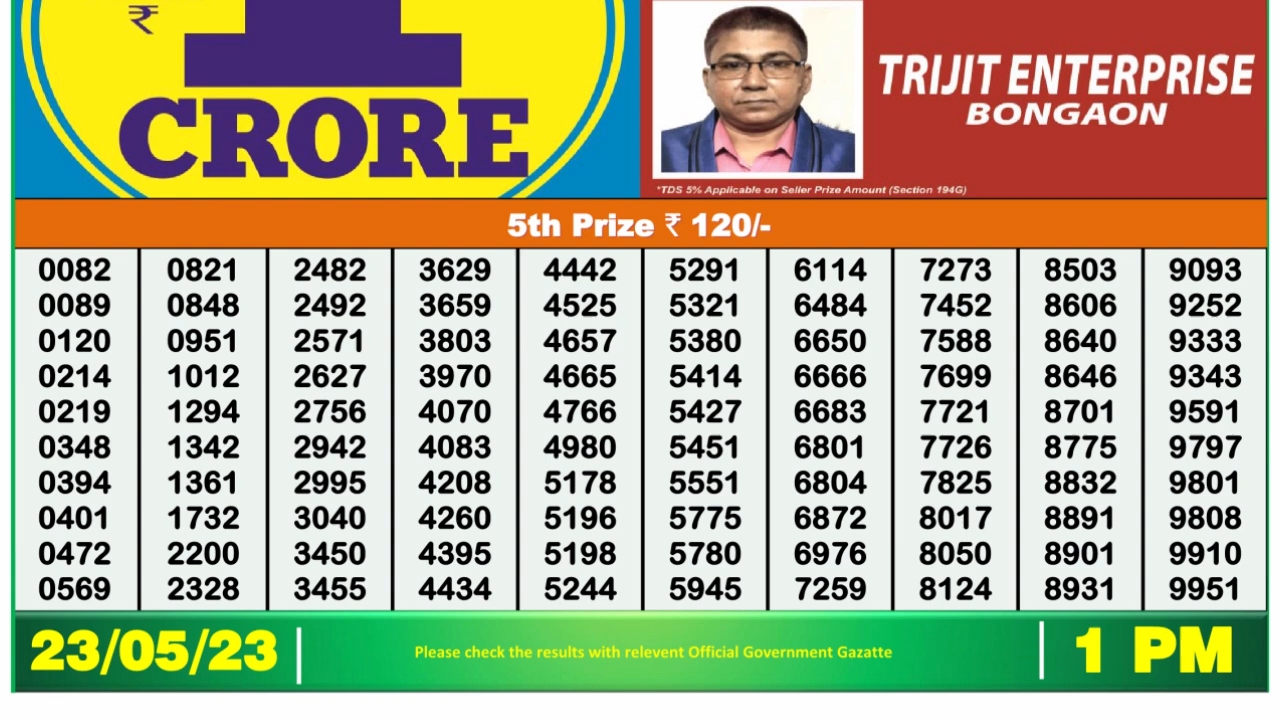 ₹
1
CRORE
TRIJIT ENTERPRISE
BONGAON
*TDS 5% Applicable on Seller Prize Amount (Section 194G)
5th Prize ₹ 120/-
0082 0821 2482 3629 4442 5291 6114 7273 8503 9093
0089 0848 2492 3659 4525 5321 6484 7452 8606 9252
0120 0951 2571 3803 4657 5380 6650 7588 8640 9333
0214 1012 2627 3970 4665 5414 6666 7699 8646 9343
0219 1294 2756 4070 4766 5427 6683 7721 8701 9591
0348 1342 2942 4083 4980 5451 6801 7726 8775 9797
0394 1361 2995 4208 5178 5551 6804 7825 8832 9801
0401 1732 3040 4260 5196 5775 6872 8017 8891 9808
0472 2200 3450 4395 5198 5780 6976 8050 8901 9910
0569 2328 3455 4434 5244 5945 7259 8124 8931 9951
23/05/23
Please check the results with relevent Official Government Gazatte
1 PM